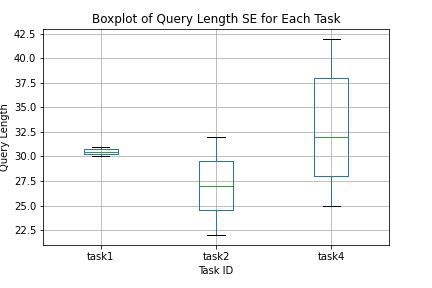 Boxplot of Query Length SE for Each Task
42.5
40.0
37.5
35.0
32.5
30.0
27.5
25.0
22.5
Query Length
task1 task2 task4
Task ID